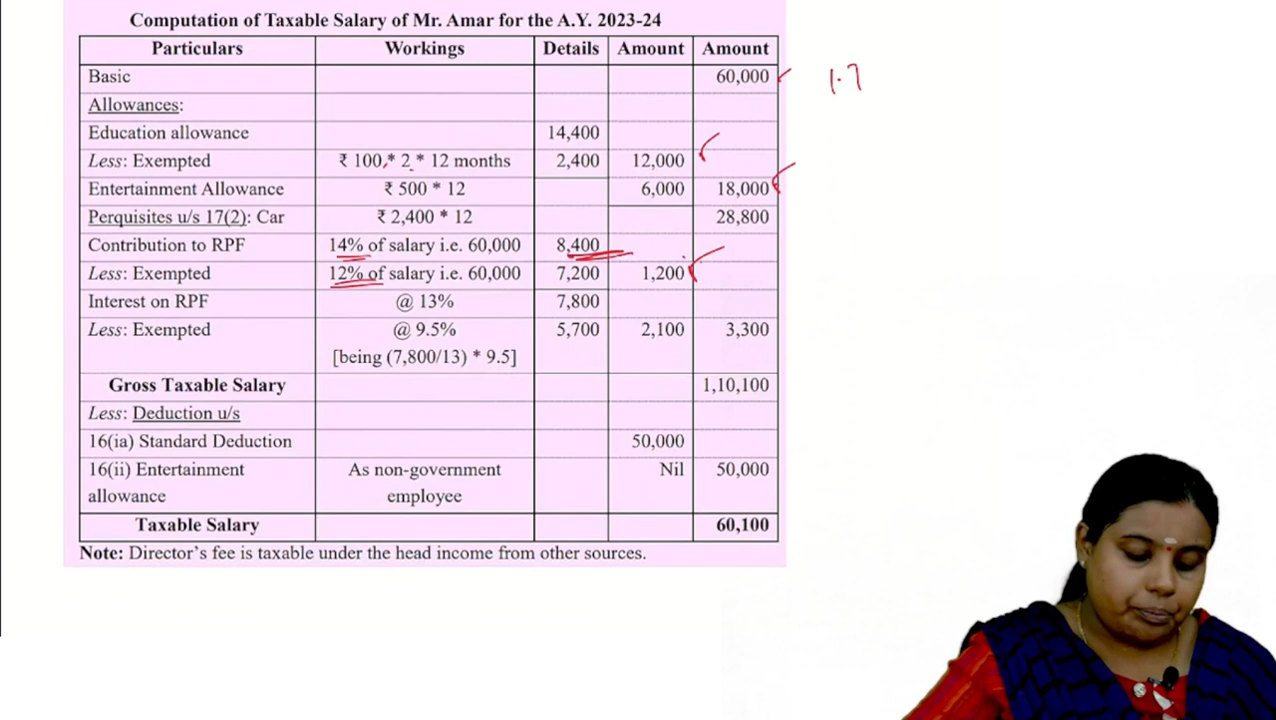 Computation of Taxable Salary of Mr. Amar for the A.Y. 2023-24
Particulars Workings Details Amount Amount
Basic 60,000 1.7
Allowances:
Education allowance 14,400
Less: Exempted ₹ 100 * 2 * 12 months 2,400 12,000
Entertainment Allowance ₹ 500 * 12 6,000 18,000
Perquisites u/s 17(2): Car ₹ 2,400 * 12 28,800
Contribution to RPF 14% of salary i.e. 60,000 8,400
Less: Exempted 12% of salary i.e. 60,000 7,200 1,200
Interest on RPF @ 13% 7,800
Less: Exempted @ 9.5% 5,700 2,100 3,300
[being (7,800/13) * 9.5]
Gross Taxable Salary 1,10,100
Less: Deduction u/s
16(ia) Standard Deduction 50,000
16(ii) Entertainment As non-government Nil 50,000
allowance employee
Taxable Salary 60,100
Note: Director's fee is taxable under the head income from other sources.